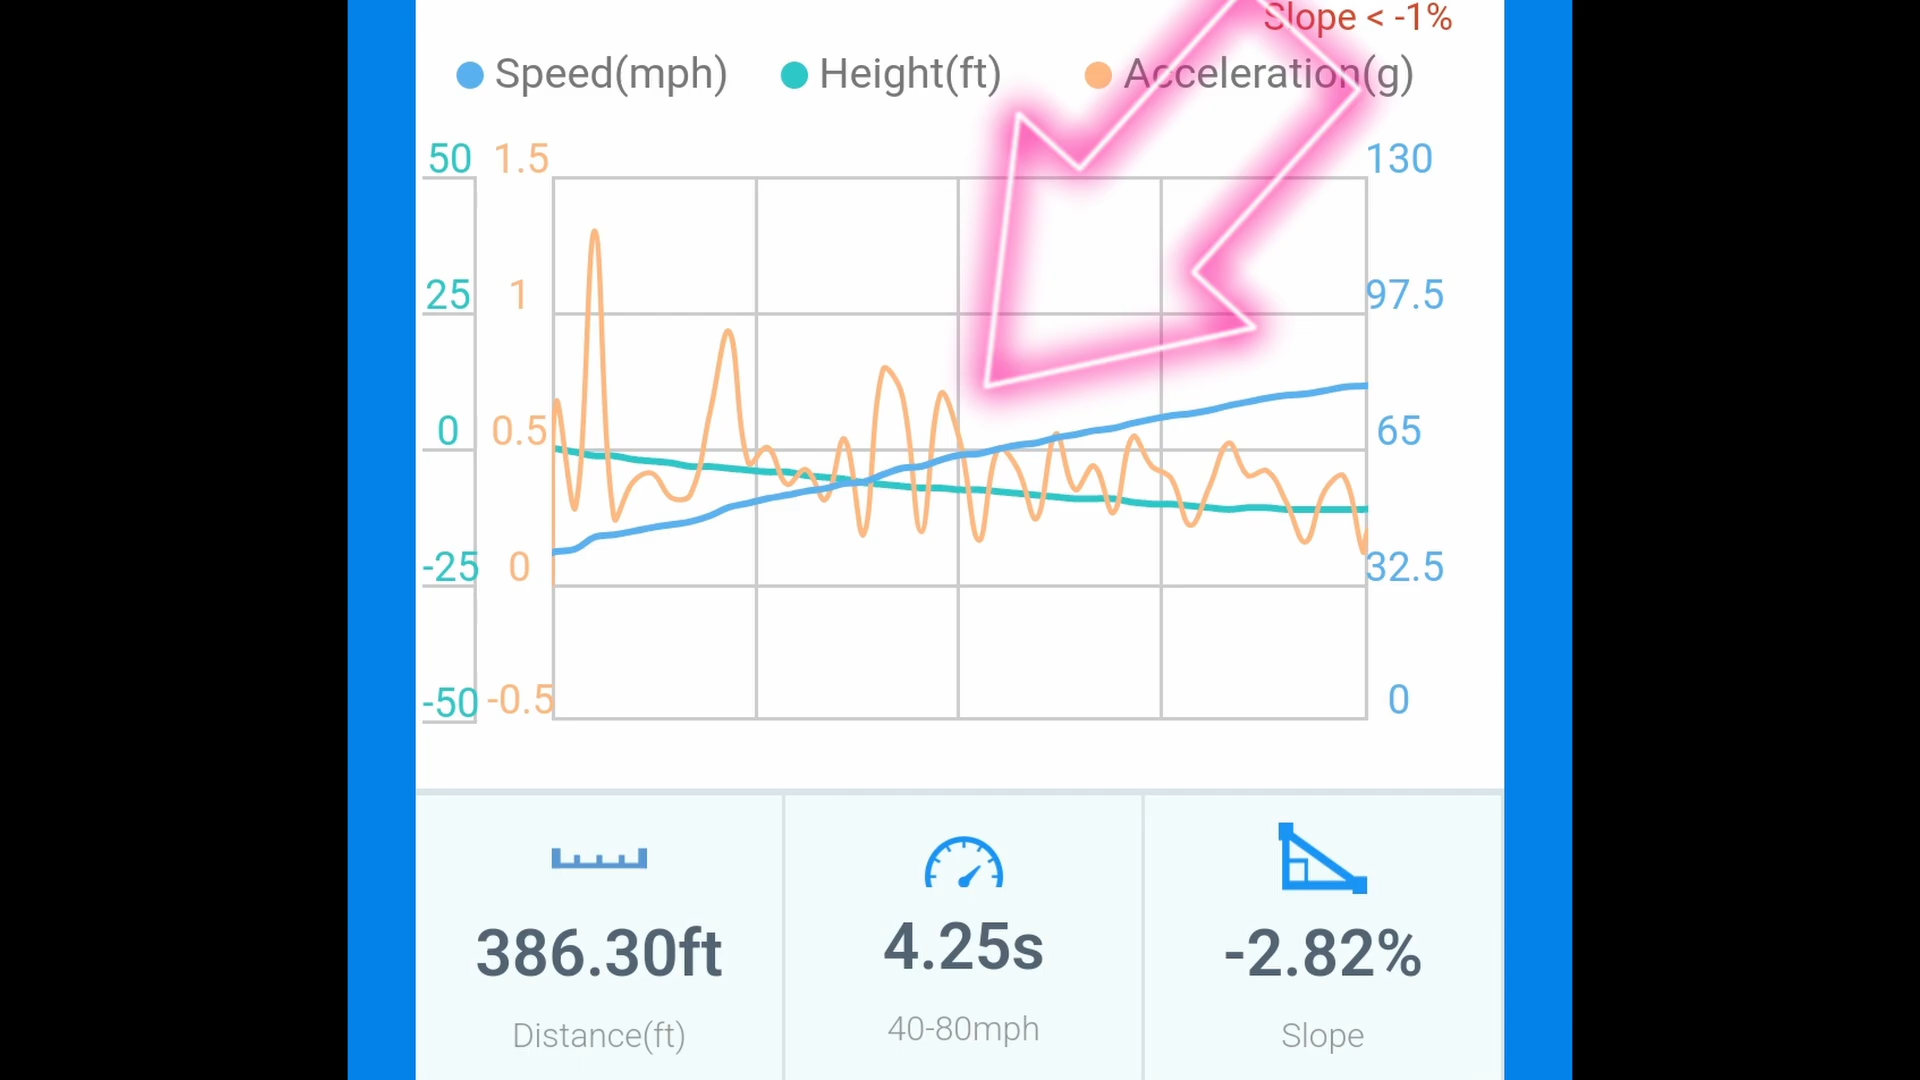 Slope < -1%
Speed(mph) Height(ft) Acceleration(g)
50 1.5 130
25 1 97.5
0 0.5 65
-25 0 32.5
-50 -0.5 0
386.30ft 4.25s -2.82%
Distance(ft) 40-80mph Slope